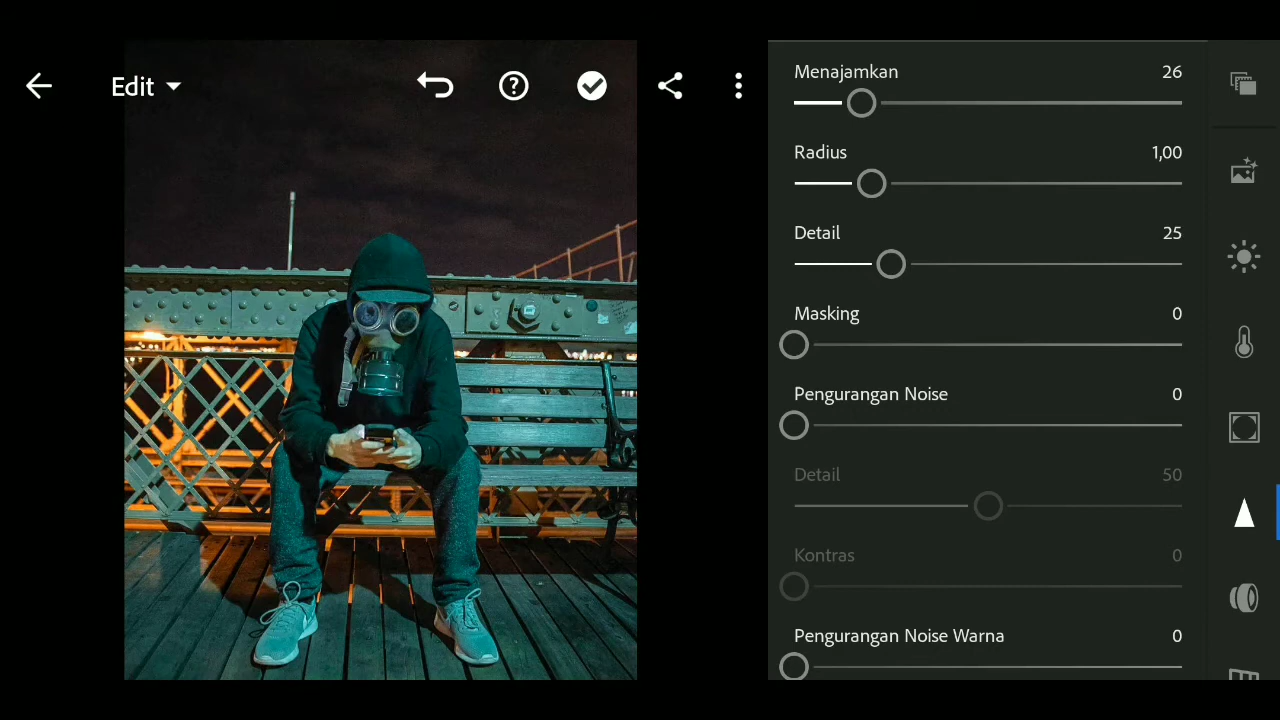 Edit
Menajamkan 26
Radius 1,00
Detail 25
Masking 0
Pengurangan Noise 0
Detail 50
Kontras 0
Pengurangan Noise Warna 0